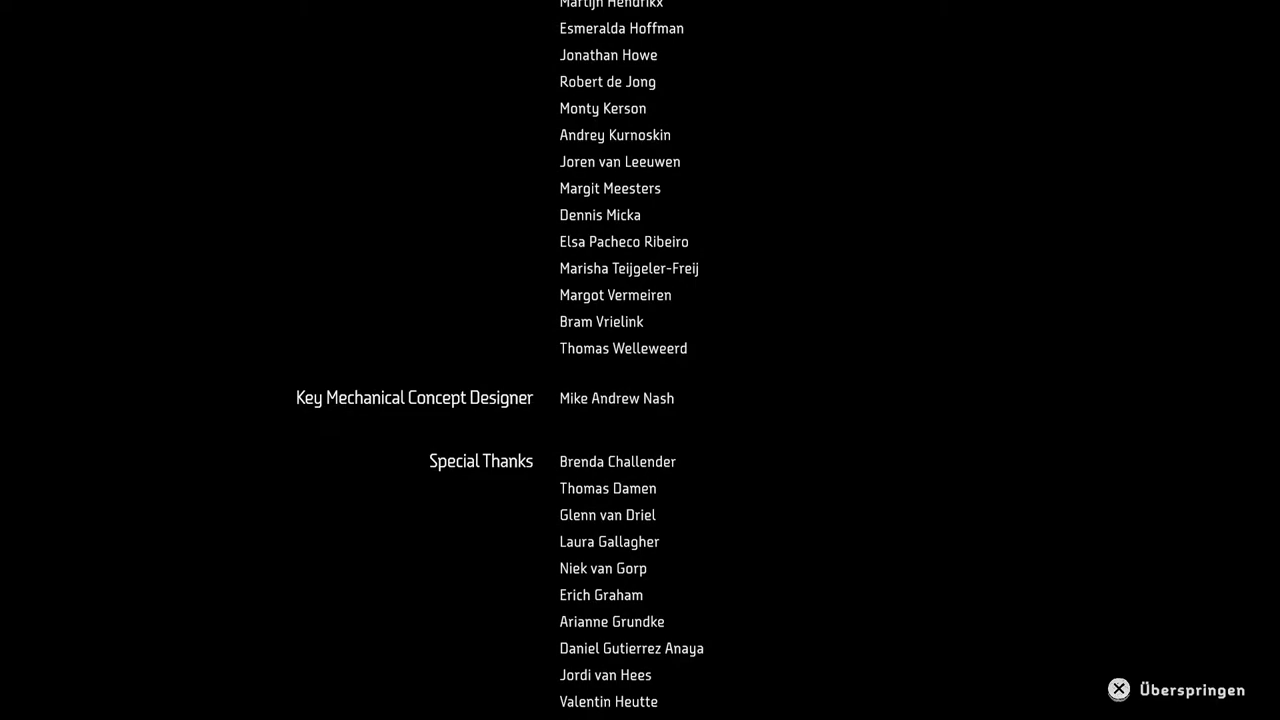 Martijn Hendrikx
Esmeralda Hoffman
Jonathan Howe
Robert de Jong
Monty Kerson
Andrey Kurnoskin
Joren van Leeuwen
Margit Meesters
Dennis Micka
Elsa Pacheco Ribeiro
Marisha Teijgeler-Freij
Margot Vermeiren
Bram Vrielink
Thomas Welleweerd
Key Mechanical Concept Designer Mike Andrew Nash
Special Thanks Brenda Challender
Thomas Damen
Glenn van Driel
Laura Gallagher
Niek van Gorp
Erich Graham
Arianne Grundke
Daniel Gutierrez Anaya
Jordi van Hees
Valentin Heutte
Überspringen